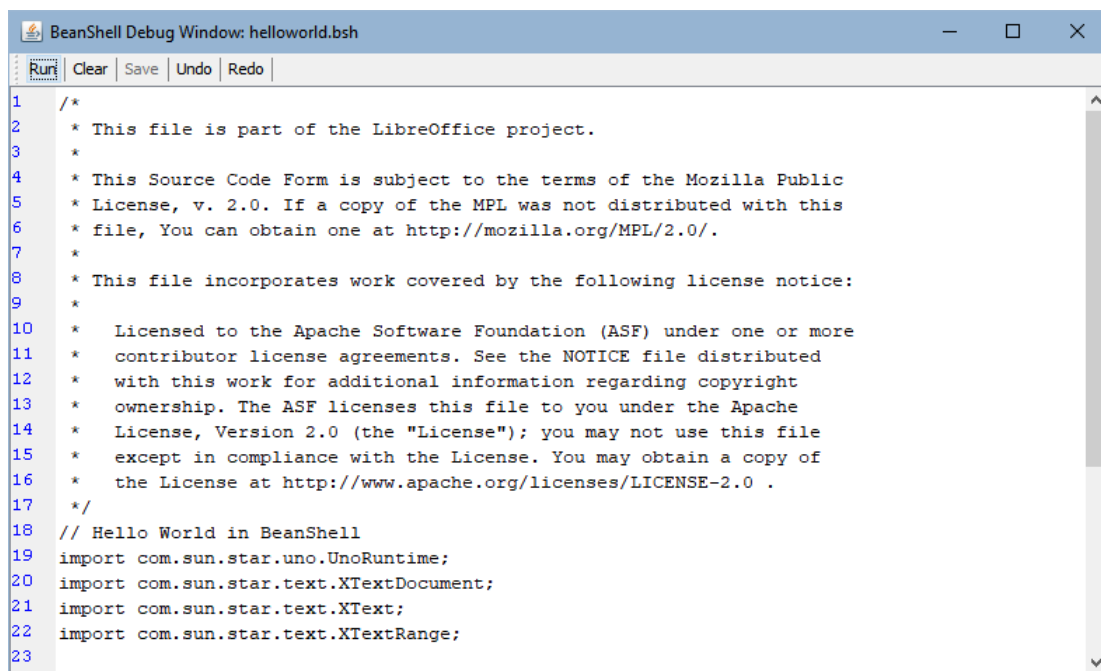 BeanShell Debug Window: helloworld.bsh
Run Clear Save Undo Redo
1 /*
2  * This file is part of the LibreOffice project.
3  *
4  * This Source Code Form is subject to the terms of the Mozilla Public
5  * License, v. 2.0. If a copy of the MPL was not distributed with this
6  * file, You can obtain one at http://mozilla.org/MPL/2.0/.
7  *
8  * This file incorporates work covered by the following license notice:
9  *
10  *   Licensed to the Apache Software Foundation (ASF) under one or more
11  *   contributor license agreements. See the NOTICE file distributed
12  *   with this work for additional information regarding copyright
13  *   ownership. The ASF licenses this file to you under the Apache
14  *   License, Version 2.0 (the "License"); you may not use this file
15  *   except in compliance with the License. You may obtain a copy of
16  *   the License at http://www.apache.org/licenses/LICENSE-2.0 .
17  */
18 // Hello World in BeanShell
19 import com.sun.star.uno.UnoRuntime;
20 import com.sun.star.text.XTextDocument;
21 import com.sun.star.text.XText;
22 import com.sun.star.text.XTextRange;
23